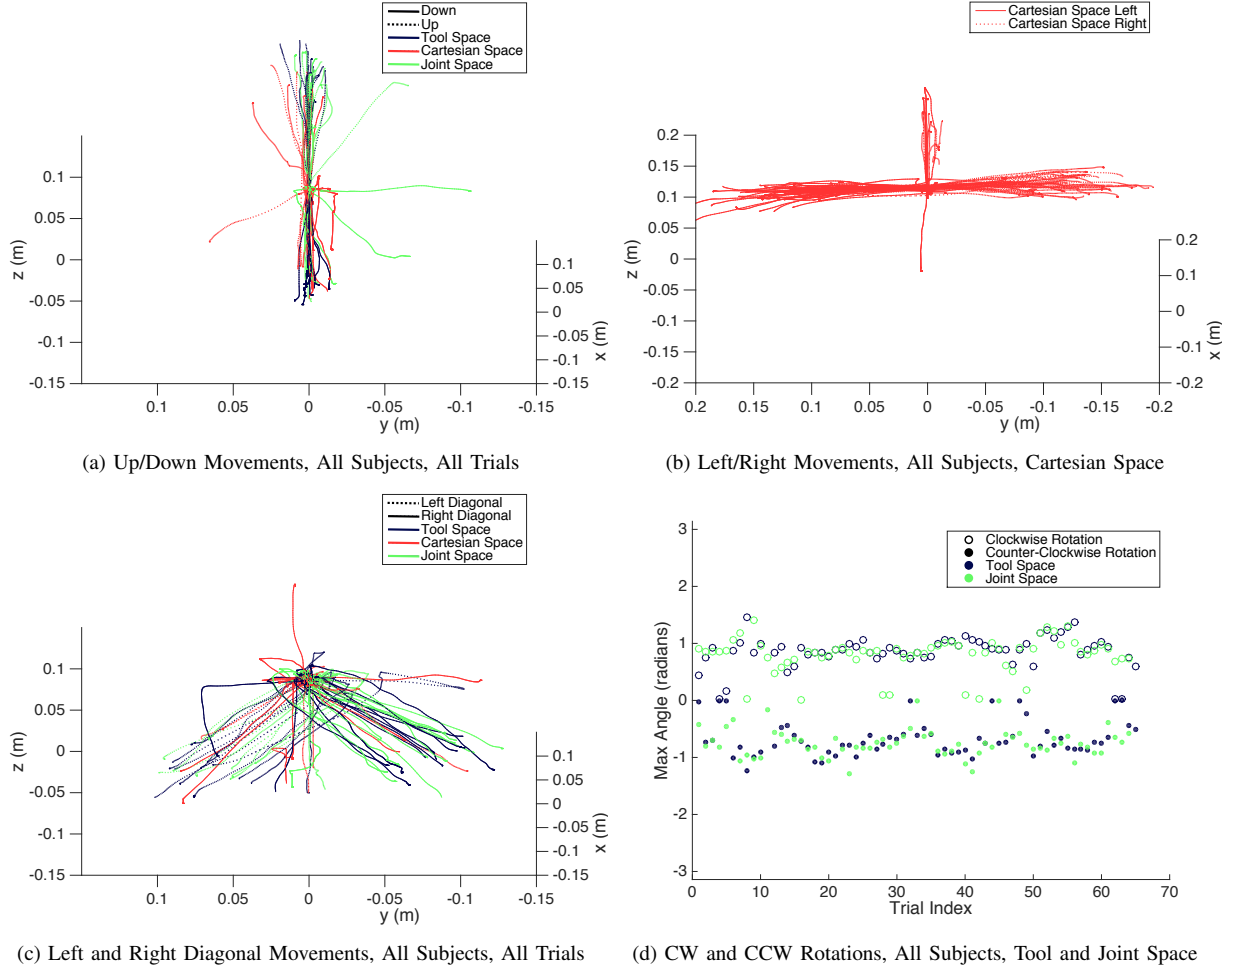 Down
Up
Tool Space
Cartesian Space
Joint Space
0.1
0.05
0
-0.05
-0.15
z (m)
0.1
0
-0.05
-0.1
-0.15
x (m)
0.1
0.05
0
-0.05
-0.1
-0.15
y (m)
(a) Up/Down Movements, All Subjects, All Trials
Cartesian Space Left
Cartesian Space Right
0.2
0.15
0.1
0.05
0
-0.05
-0.1
0.15
-0.2
z (m)
0.2
0.1
0
-0.1
-0.2
x (m)
0.2
0.15
0.1
0.05
0
-0.05
-0.1
-0.15
-0.2
y (m)
(b) Left/Right Movements, All Subjects, Cartesian Space
Left Diagonal
Right Diagonal
Tool Space
Cartesian Space
Joint Space
0.1
0.05
0
-0.05
-0.15
z (m)
0.1
0.05
0
-0.05
-0.1
-0.15
x (m)
0.1
0.05
0
-0.05
-0.1
-0.15
y (m)
(c) Left and Right Diagonal Movements, All Subjects, All Trials
Clockwise Rotation
Counter-Clockwise Rotation
Tool Space
Joint Space
3
2
1
0
-1
-2
-3
Max Angle (radians)
0
10
20
30
40
50
60
70
Trial Index
(d) CW and CCW Rotations, All Subjects, Tool and Joint Space